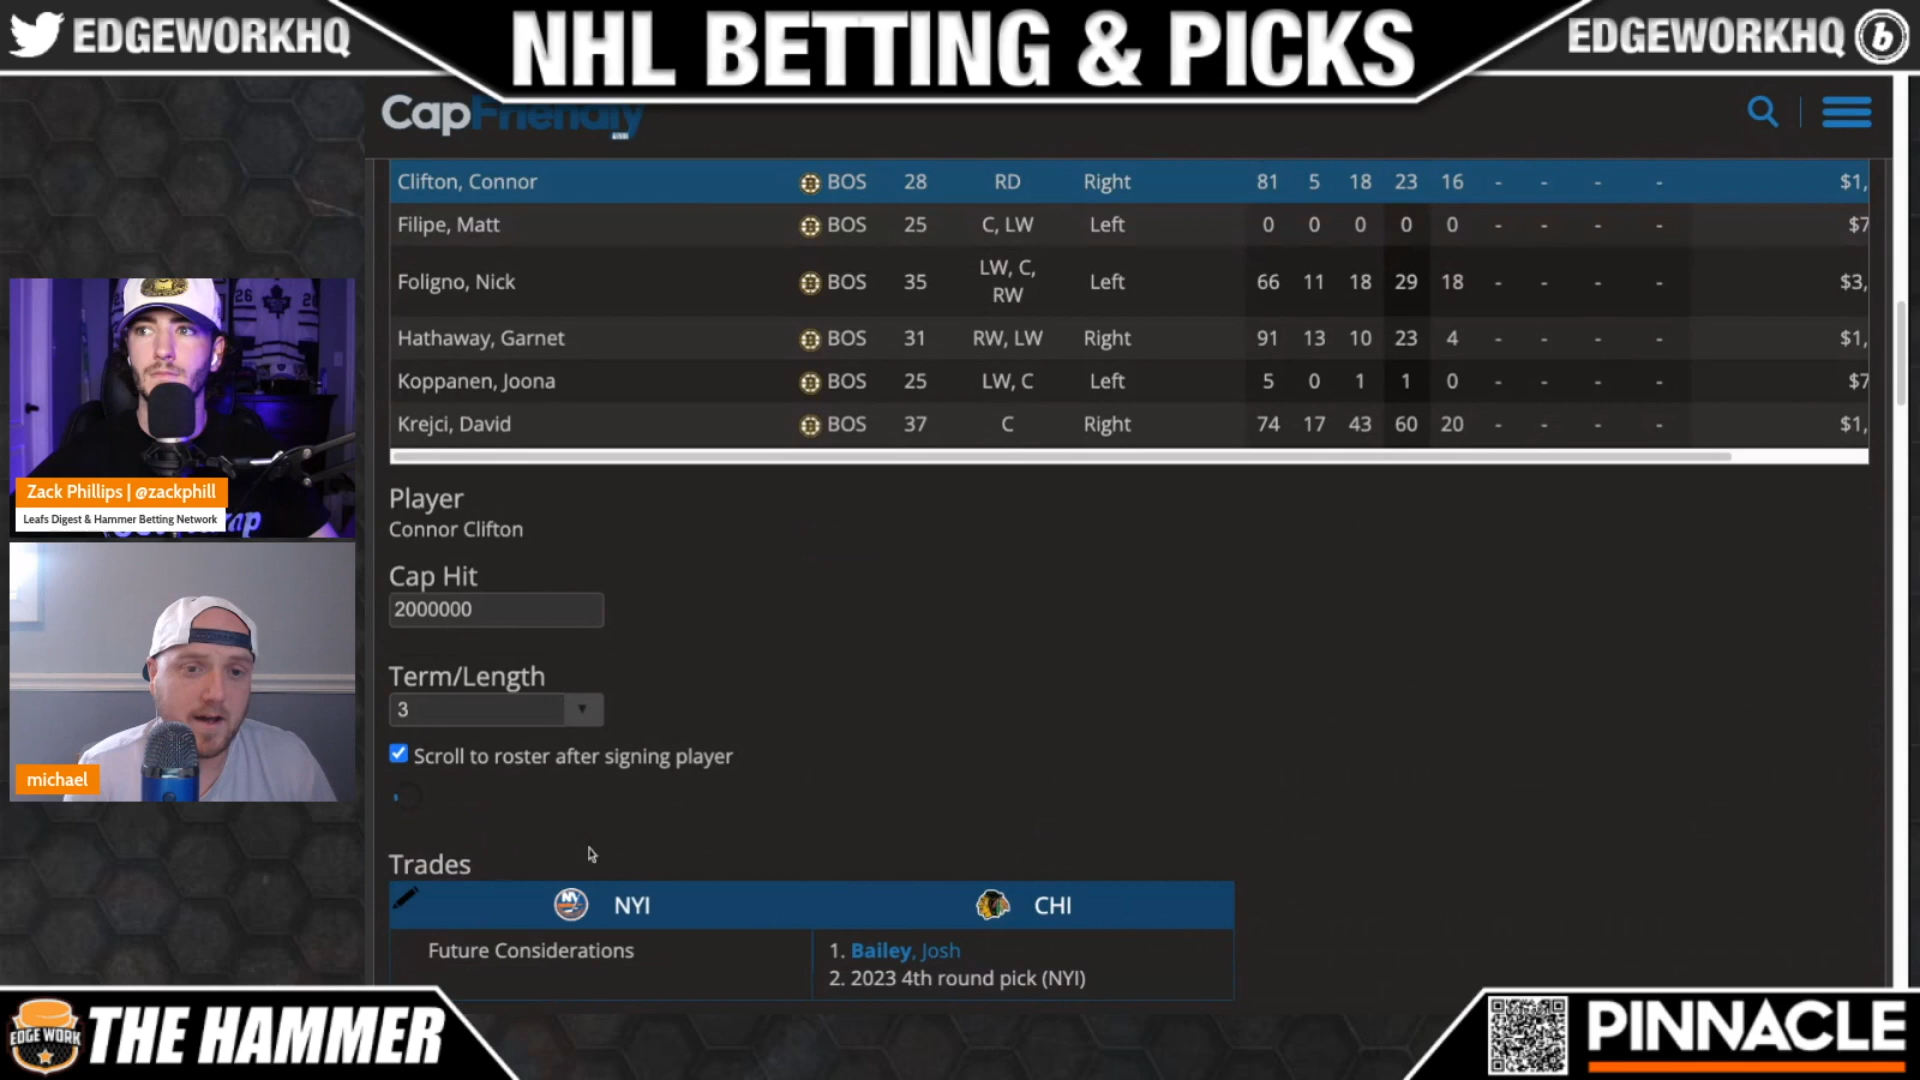 EDGEWORKHQ
NHL BETTING & PICKS
EDGEWORKHQ b
CapFriendly
Clifton, Connor BOS 28 RD Right 81 5 18 23 16 - - - - $1,
Filipe, Matt BOS 25 C, LW Left 0 0 0 0 0 - - - - $7
Foligno, Nick BOS 35 LW, C, RW Left 66 11 18 29 18 - - - - $3,
Hathaway, Garnet BOS 31 RW, LW Right 91 13 10 23 4 - - - - $1,
Koppanen, Joona BOS 25 LW, C Left 5 0 1 1 0 - - - - $7
Krejci, David BOS 37 C Right 74 17 43 60 20 - - - - $1,
Player
Connor Clifton
Cap Hit
2000000
Term/Length
3
Scroll to roster after signing player
Trades
NYI CHI
Future Considerations
1. Bailey, Josh
2. 2023 4th round pick (NYI)
26
Zack Phillips | @zackphill
Leafs Digest & Hammer Betting Network
michael
EDGE WORK
THE HAMMER
PINNACLE